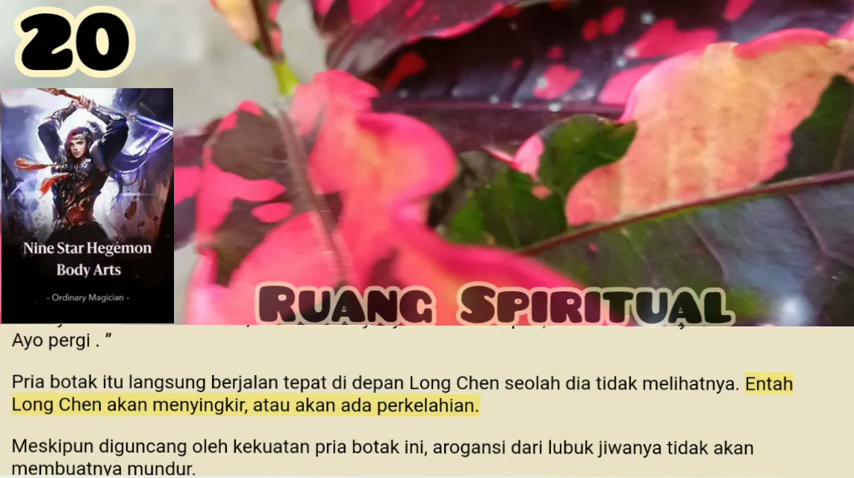 20
Nine Star Hegemon
Body Arts
- Ordinary Magician -
RUANG SPIRITUAL
Ayo pergi . ”
Pria botak itu langsung berjalan tepat di depan Long Chen seolah dia tidak melihatnya. Entah
Long Chen akan menyingkir, atau akan ada perkelahian.
Meskipun diguncang oleh kekuatan pria botak ini, arogansi dari lubuk jiwanya tidak akan
membuatnya mundur.